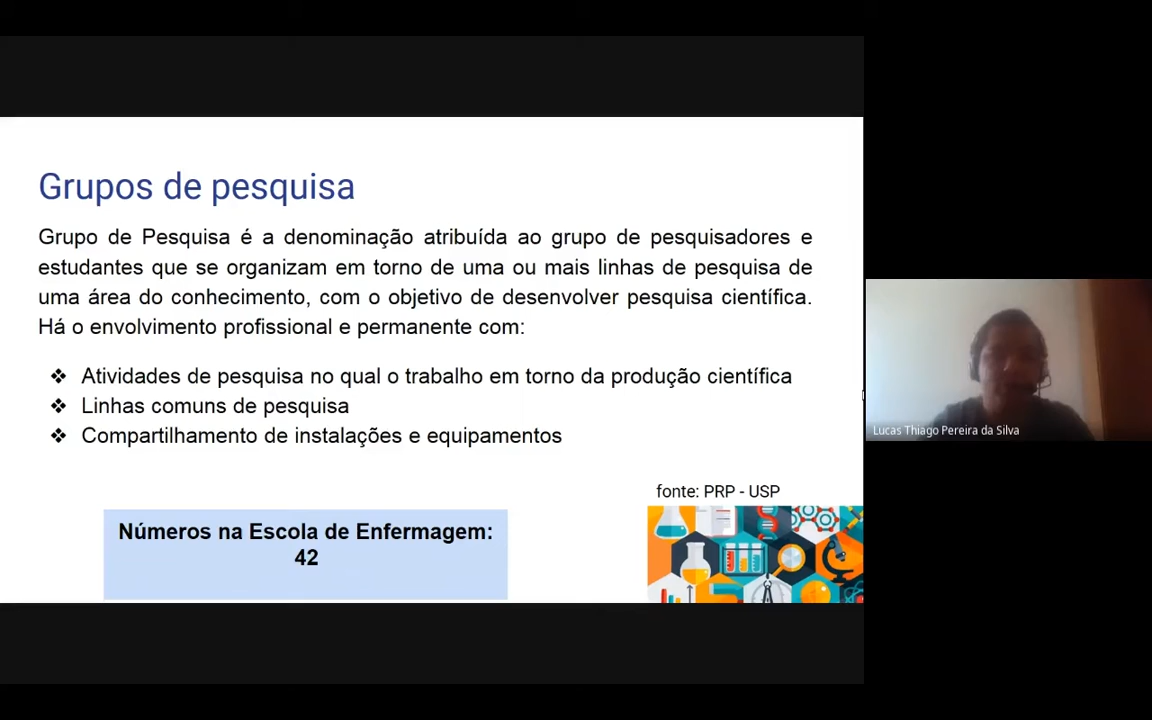 Grupos de pesquisa
Grupo de Pesquisa é a denominação atribuída ao grupo de pesquisadores e
estudantes que se organizam em torno de uma ou mais linhas de pesquisa de
uma área do conhecimento, com o objetivo de desenvolver pesquisa científica.
Há o envolvimento profissional e permanente com:
❖ Atividades de pesquisa no qual o trabalho em torno da produção científica
❖ Linhas comuns de pesquisa
❖ Compartilhamento de instalações e equipamentos
fonte: PRP - USP
Números na Escola de Enfermagem:
42
Lucas Thiago Pereira da Silva